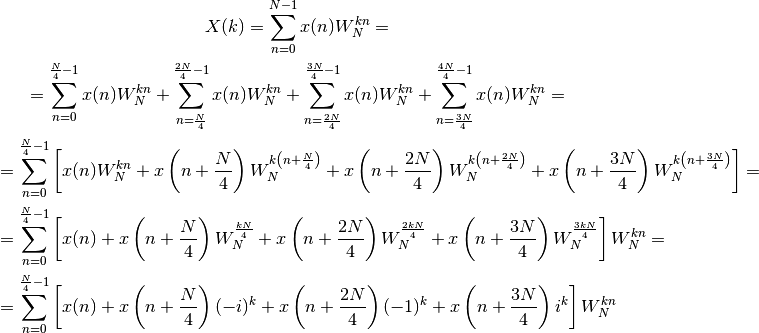 X(k) = \sum_{n=0}^{N-1} x(n) W_N^{kn} =
= \sum_{n=0}^{\frac{N}{4}-1} x(n) W_N^{kn} + \sum_{n=\frac{N}{4}}^{\frac{2N}{4}-1} x(n) W_N^{kn} + \sum_{n=\frac{2N}{4}}^{\frac{3N}{4}-1} x(n) W_N^{kn} + \sum_{n=\frac{3N}{4}}^{\frac{4N}{4}-1} x(n) W_N^{kn} =
= \sum_{n=0}^{\frac{N}{4}-1} \left[ x(n) W_N^{kn} + x\left(n + \frac{N}{4}\right) W_N^{k\left(n+\frac{N}{4}\right)} + x\left(n + \frac{2N}{4}\right) W_N^{k\left(n+\frac{2N}{4}\right)} + x\left(n + \frac{3N}{4}\right) W_N^{k\left(n+\frac{3N}{4}\right)} \right] =
= \sum_{n=0}^{\frac{N}{4}-1} \left[ x(n) + x\left(n + \frac{N}{4}\right) W_N^{\frac{kN}{4}} + x\left(n + \frac{2N}{4}\right) W_N^{\frac{2kN}{4}} + x\left(n + \frac{3N}{4}\right) W_N^{\frac{3kN}{4}} \right] W_N^{kn} =
= \sum_{n=0}^{\frac{N}{4}-1} \left[ x(n) + x\left(n + \frac{N}{4}\right) (-i)^k + x\left(n + \frac{2N}{4}\right) (-1)^k + x\left(n + \frac{3N}{4}\right) i^k \right] W_N^{kn}